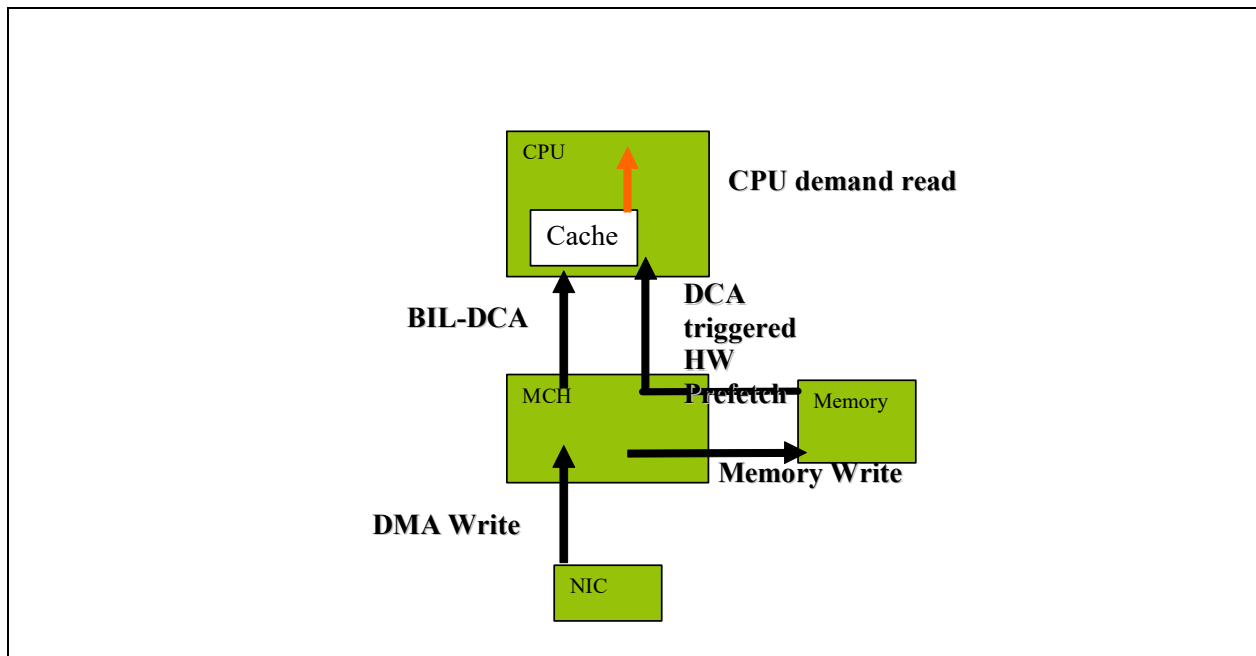 CPU
CPU demand read
Cache
BIL-DCA
DCA
triggered
HW
Prefetch
MCH
Memory
Memory Write
DMA Write
NIC